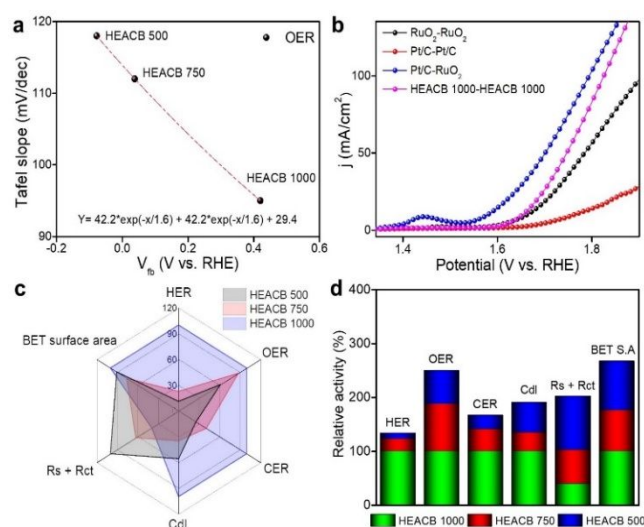 a
120
110
100
90
Tafel slope (mV/dec)
HEACB 500
OER
HEACB 750
HEACB 1000
Y= 42.2*exp(-x/1.6) + 42.2*exp(-x/1.6) + 29.4
-0.2 0.0 0.2 0.4 0.6
V_fb (V vs. RHE)
b
100
50
0
j (mA/cm²)
RuO₂-RuO₂
Pt/C-Pt/C
Pt/C-RuO₂
HEACB 1000-HEACB 1000
1.4 1.6 1.8
Potential (V vs. RHE)
c
HER
HEACB 500
HEACB 750
HEACB 1000
120
90
60
30
BET surface area
OER
Rs + Rct
CER
Cdl
d
400
300
200
100
0
Relative activity (%)
HER
OER
CER
Cdl
Rs + Rct
BET S.A
HEACB 1000 HEACB 750 HEACB 500